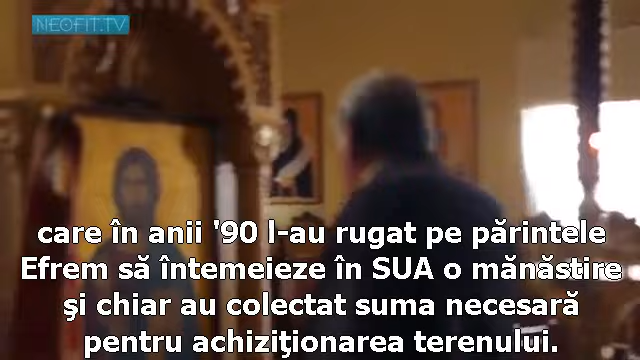 NEOFIT.TV
care în anii '90 l-au rugat pe părintele
Efrem să întemeieze în SUA o mănăstire
şi chiar au colectat suma necesară
pentru achiziţionarea terenului.